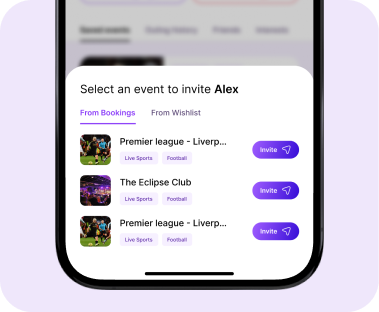 Saved events Outing history Friends Interests
Select an event to invite Alex
From Bookings From Wishlist
Premier league - Liverp...
Live Sports Football
Invite
The Eclipse Club
Live Sports Football
Invite
Premier league - Liverp...
Live Sports Football
Invite